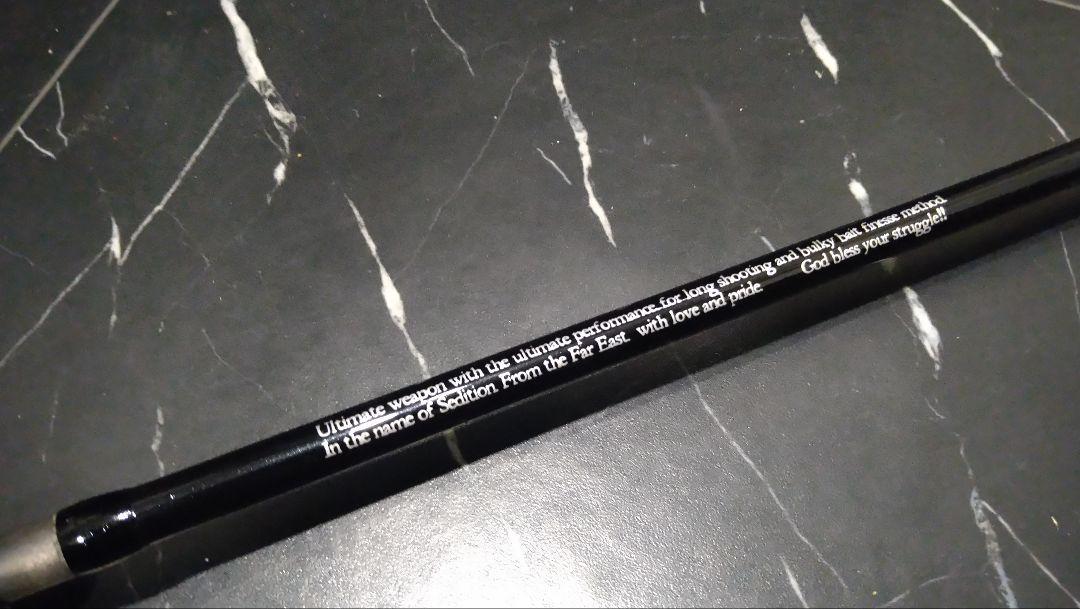 Ultimate weapon with the ultimate performance for long shooting and bulky bait finesse method.
In the name of Sedition. From the Far East. with love and pride. God bless your struggle!!